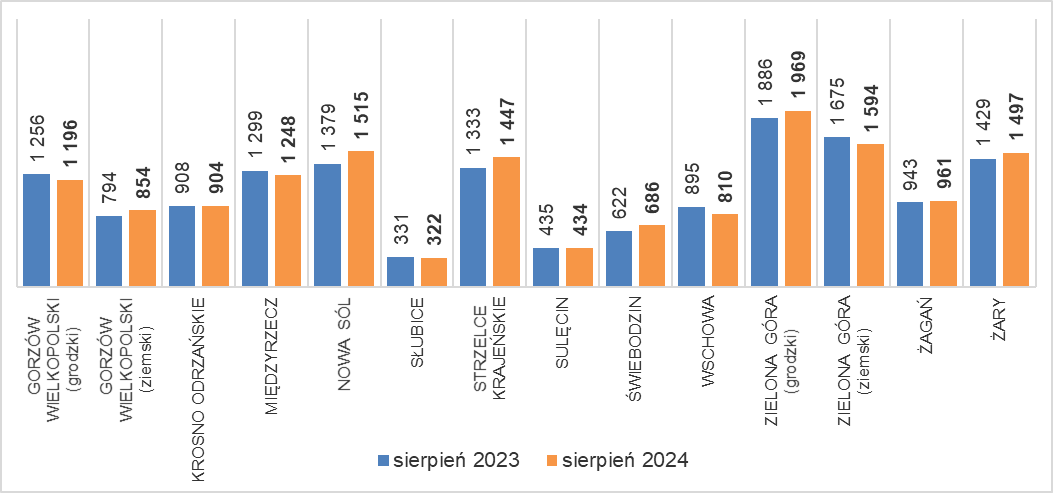 1 256
1 196
794
854
908
904
1 299
1 248
1 379
1 515
331
322
1 333
1 447
435
434
622
686
895
810
1 886
1 969
1 675
1 594
943
961
1 429
1 497
GORZÓW
WIELKOPOLSKI
(grodzki)
GORZÓW
WIELKOPOLSKI
(ziemski)
KROSNO ODRZAŃSKIE
MIĘDZYRZECZ
NOWA SÓL
SŁUBICE
STRZELCE
KRAJEŃSKIE
SULĘCIN
ŚWIEBODZIN
WSCHOWA
ZIELONA GÓRA
(grodzki)
ZIELONA GÓRA
(ziemski)
ŻAGAŃ
ŻARY
sierpień 2023
sierpień 2024